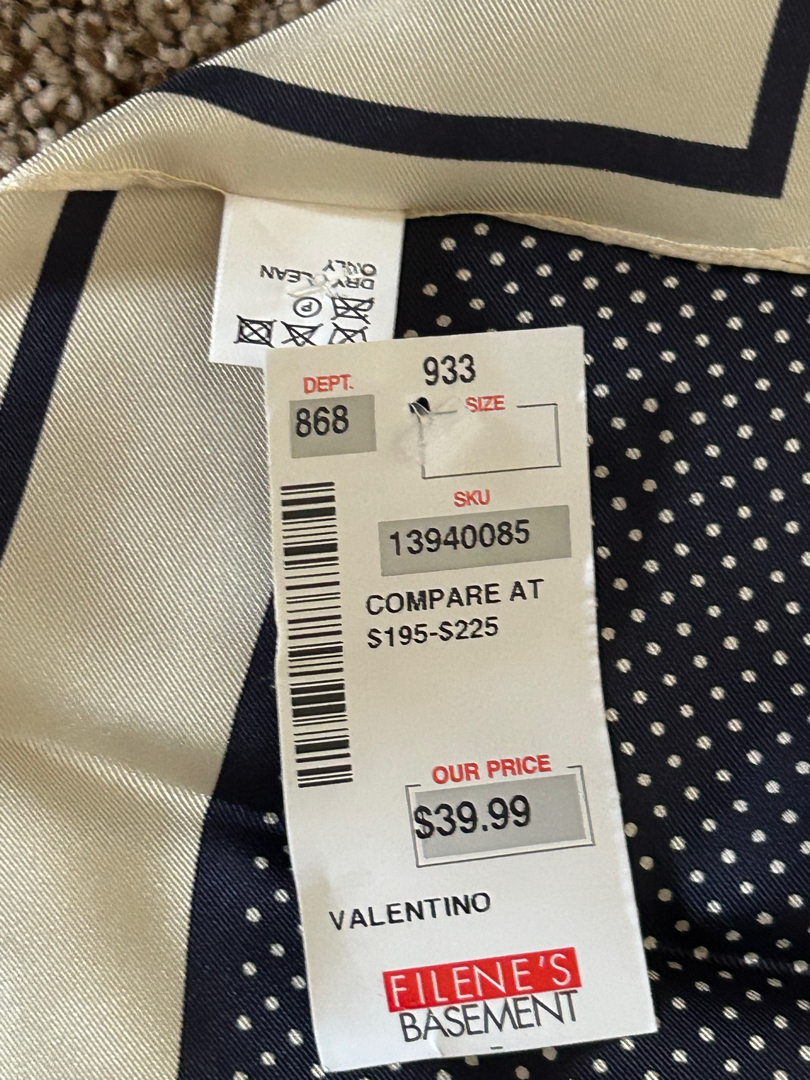 DRY CLEAN
ONLY
P
933
DEPT.
868
SIZE
SKU
13940085
COMPARE AT
$195-$225
OUR PRICE
$39.99
VALENTINO
FILENE'S
BASEMENT